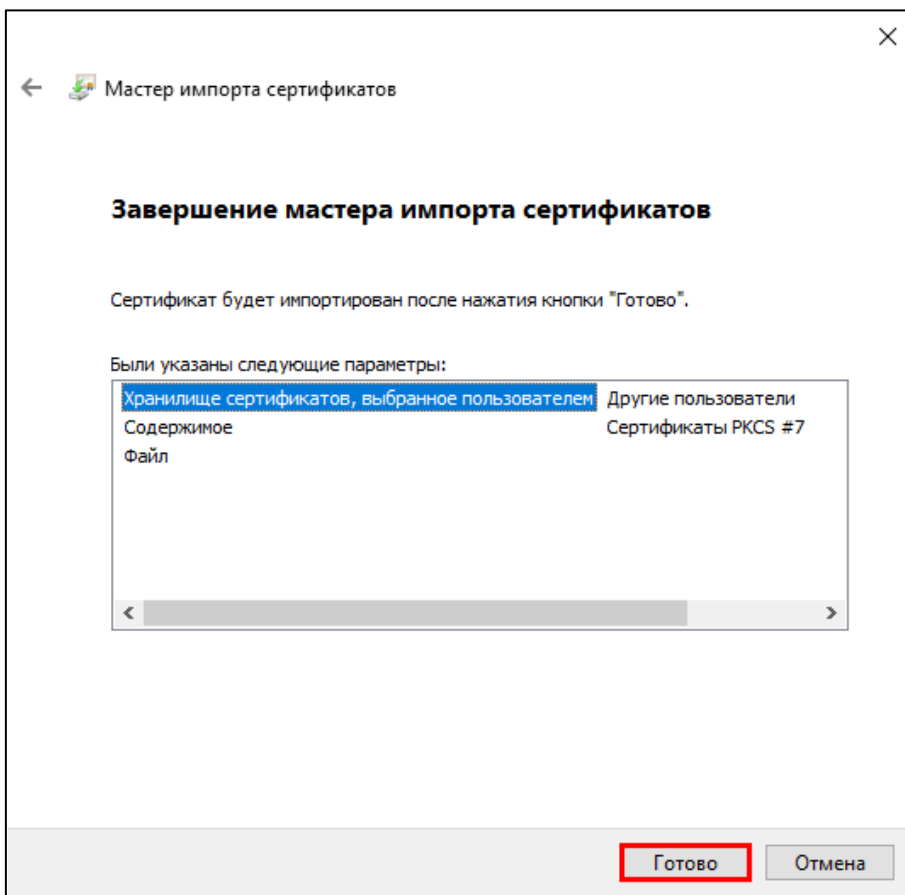 Мастер импорта сертификатов
Завершение мастера импорта сертификатов
Сертификат будет импортирован после нажатия кнопки "Готово".
Были указаны следующие параметры:
Хранилище сертификатов, выбранное пользователем Другие пользователи
Содержимое Сертификаты PKCS #7
Файл
Готово Отмена